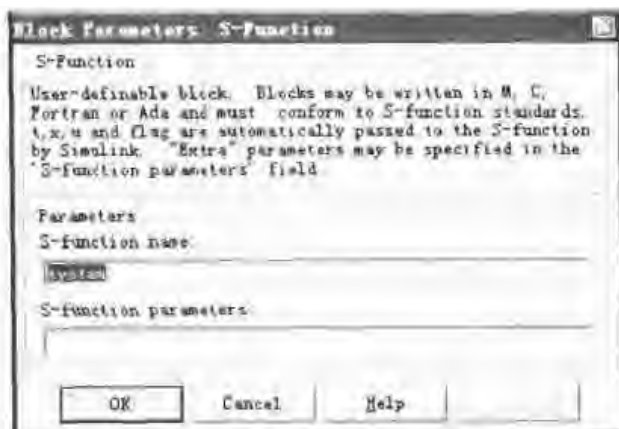 Block Parameters S-Function
S-Function
User-definable block. Blocks may be written in M, C,
Fortran or Ada and must conform to S-function standards.
t,x,u and flag are automatically passed to the S-function
by Simulink. "Extra" parameters may be specified in the
'S-function parameters' field
Parameters
S-function name:
system
S-function parameters
OK Cancel Help